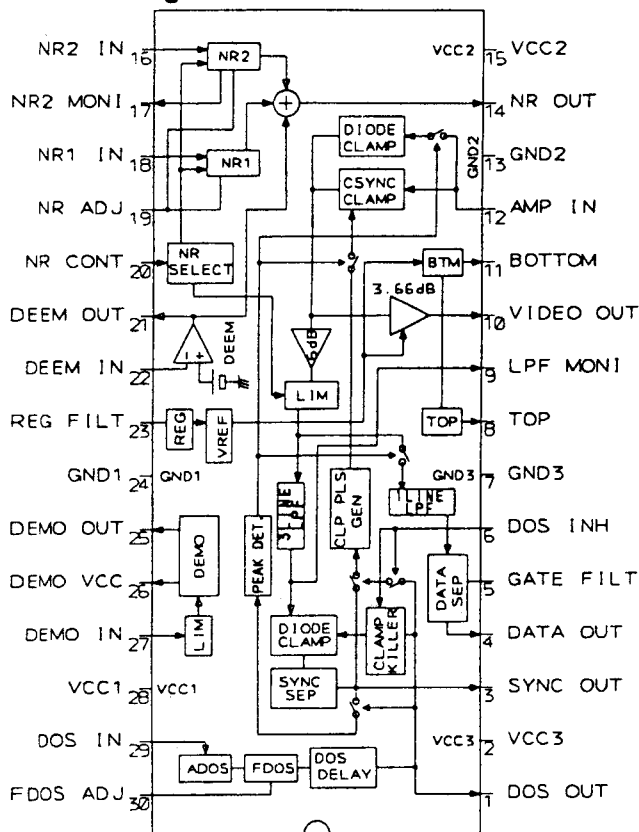 NR2 IN 16
NR2 MONI 17
NR1 IN 18
NR ADJ 19
NR CONT 20
DEEM OUT 21
DEEM IN 22
REG FILT 23
GND1 24 GND1
DEMO OUT 25
DEMO VCC 26
DEMO IN 27
VCC1 28 VCC1
DOS IN 29
FDOS ADJ 30
NR2
NR1
+
NR SELECT
DEEM
- +
REG
VREF
DEMO
LIM
ADOS
FDOS
DOS DELAY
DIODE CLAMP
CSYNC CLAMP
BTM
3.66dB
6dB
LIM
TOP
3-LINE LPF
CLP PLS GEN
1 LINE LPF
PEAK DET.
DATA SEP
DIODE CLAMP
CLAMP KILLER
SYNC SEP
VCC2 15 VCC2
14 NR OUT
GND2 13 GND2
12 AMP IN
11 BOTTOM
10 VIDEO OUT
9 LPF MONI
8 TOP
GND3 7 GND3
6 DOS INH
5 GATE FILT
4 DATA OUT
3 SYNC OUT
VCC3 2 VCC3
1 DOS OUT